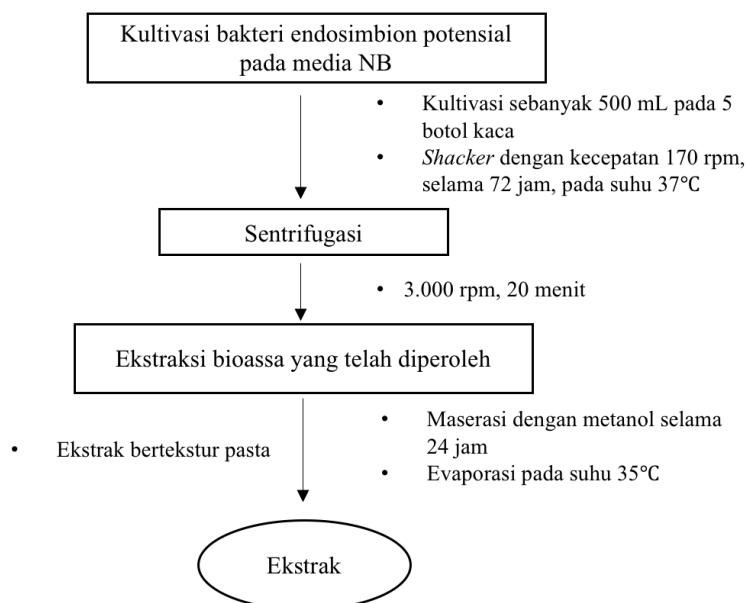 Kultivasi bakteri endosimbion potensial
pada media NB
• Kultivasi sebanyak 500 mL pada 5
botol kaca
• Shacker dengan kecepatan 170 rpm,
selama 72 jam, pada suhu 37℃
Sentrifugasi
• 3.000 rpm, 20 menit
Ekstraksi bioassa yang telah diperoleh
• Maserasi dengan metanol selama
24 jam
• Evaporasi pada suhu 35℃
• Ekstrak bertekstur pasta
Ekstrak